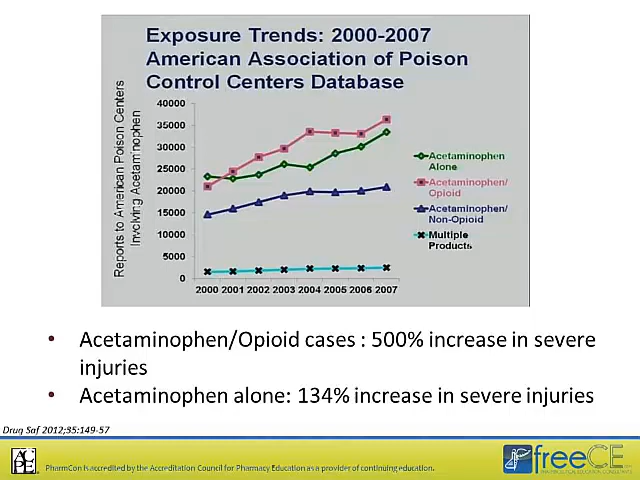 Exposure Trends: 2000-2007
American Association of Poison
Control Centers Database
Reports to American Poison Centers
Involving Acetaminophen
40000
35000
30000
25000
20000
15000
10000
5000
0
2000 2001 2002 2003 2004 2005 2006 2007
Acetaminophen
Alone
Acetaminophen/
Opioid
Acetaminophen/
Non-Opioid
Multiple
Products
• Acetaminophen/Opioid cases : 500% increase in severe
injuries
• Acetaminophen alone: 134% increase in severe injuries
Drug Saf 2012;35:149-57
PharmCon is accredited by the Accreditation Council for Pharmacy Education as a provider of continuing education.
freeCE